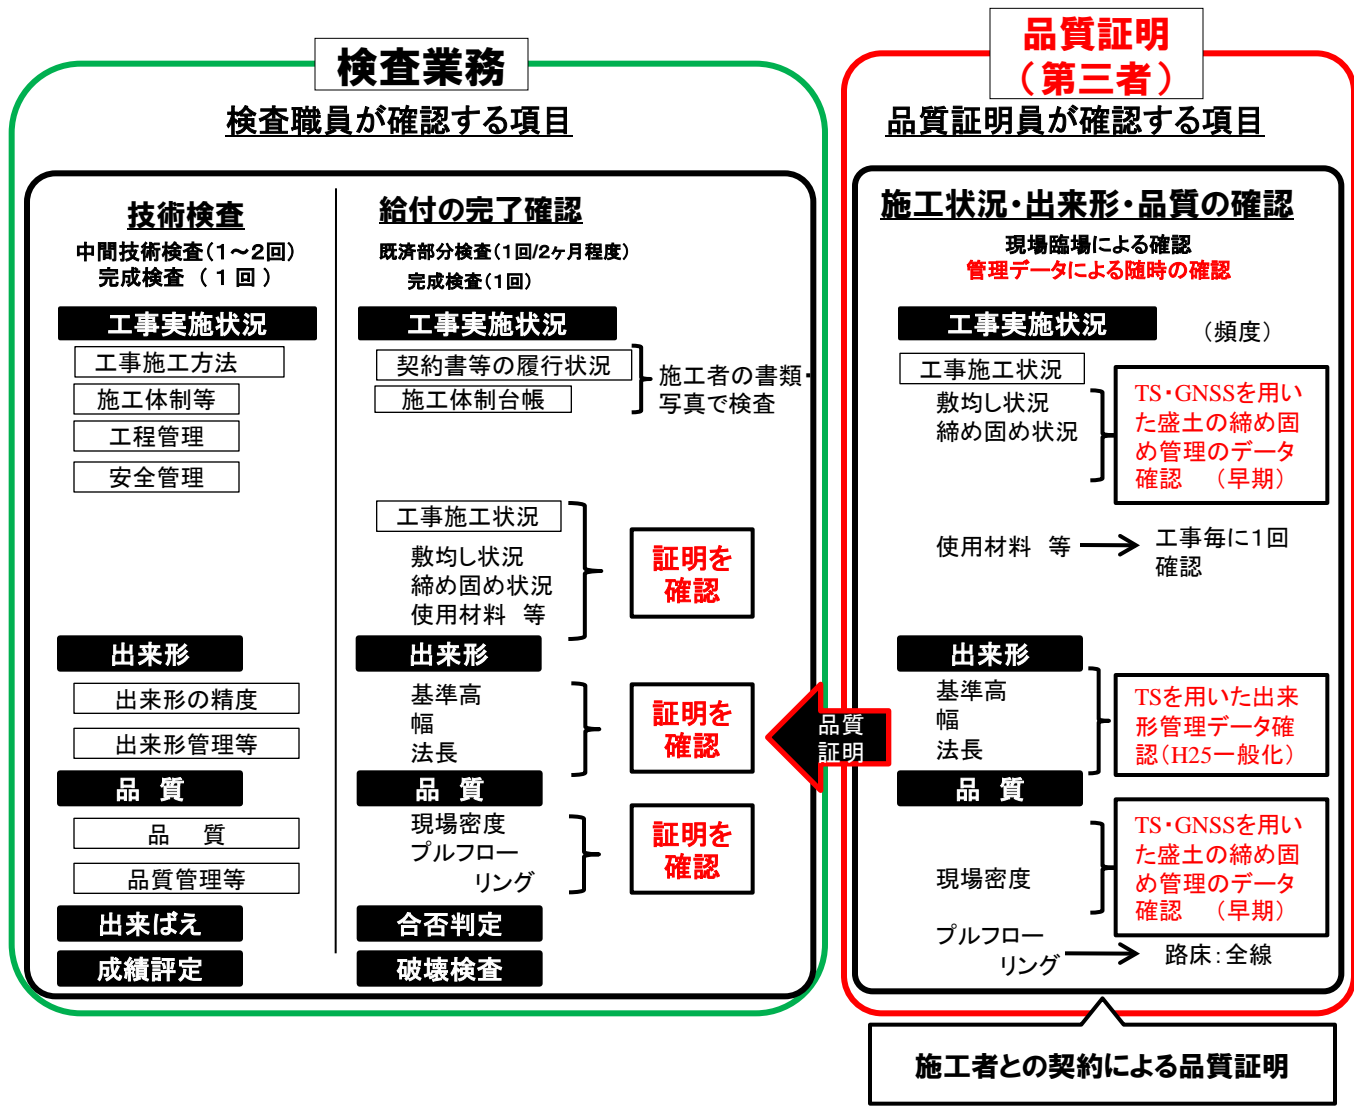 検査業務
検査職員が確認する項目
技術検査
中間技術検査(1～2回)
完成検査（1回）
工事実施状況
工事施工方法
施工体制等
工程管理
安全管理
出来形
出来形の精度
出来形管理等
品 質
品　質
品質管理等
出来ばえ
成績評定
給付の完了確認
既済部分検査(1回/2ヶ月程度)
完成検査(1回)
工事実施状況
契約書等の履行状況
施工体制台帳
施工者の書類・
写真で検査
工事施工状況
敷均し状況
締め固め状況
使用材料　等
証明を
確認
出来形
基準高
幅
法長
証明を
確認
品 質
現場密度
プルフロー
リング
証明を
確認
合否判定
破壊検査
品質
証明
品質証明
（第三者）
品質証明員が確認する項目
施工状況・出来形・品質の確認
現場臨場による確認
管理データによる随時の確認
工事実施状況
（頻度）
工事施工状況
敷均し状況
締め固め状況
TS・GNSSを用い
た盛土の締め固
め管理のデータ
確認　（早期）
使用材料　等
工事毎に1回
確認
出来形
基準高
幅
法長
TSを用いた出来
形管理データ確
認(H25一般化)
品 質
現場密度
TS・GNSSを用い
た盛土の締め固
め管理のデータ
確認　（早期）
プルフロー
リング
路床：全線
施工者との契約による品質証明